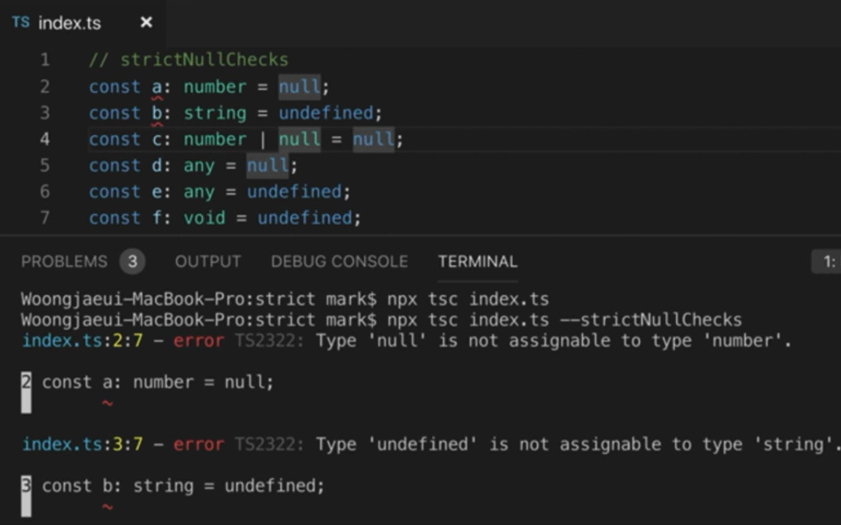 TS index.ts ×
1 // strictNullChecks
2 const a: number = null;
3 const b: string = undefined;
4 const c: number | null = null;
5 const d: any = null;
6 const e: any = undefined;
7 const f: void = undefined;
PROBLEMS 3 OUTPUT DEBUG CONSOLE TERMINAL 1:
Woongjaeui-MacBook-Pro:strict mark$ npx tsc index.ts
Woongjaeui-MacBook-Pro:strict mark$ npx tsc index.ts --strictNullChecks
index.ts:2:7 - error TS2322: Type 'null' is not assignable to type 'number'.
2 const a: number = null;
~
index.ts:3:7 - error TS2322: Type 'undefined' is not assignable to type 'string'.
3 const b: string = undefined;
~